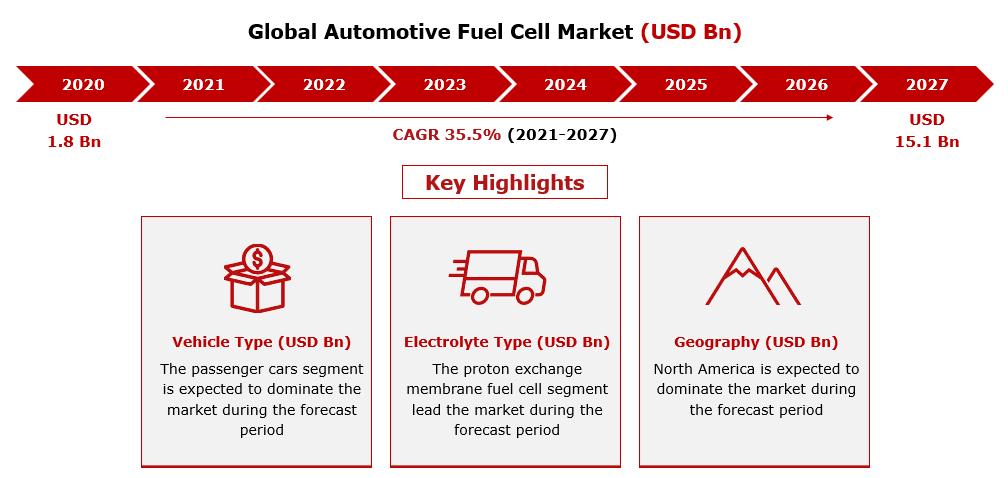 Global Automotive Fuel Cell Market (USD Bn)
2020 2021 2022 2023 2024 2025 2026 2027
USD
1.8 Bn
CAGR 35.5% (2021-2027)
USD
15.1 Bn
Key Highlights
$
Vehicle Type (USD Bn)
The passenger cars segment
is expected to dominate the
market during the forecast
period
Electrolyte Type (USD Bn)
The proton exchange
membrane fuel cell segment
lead the market during the
forecast period
Geography (USD Bn)
North America is expected to
dominate the market during
the forecast period